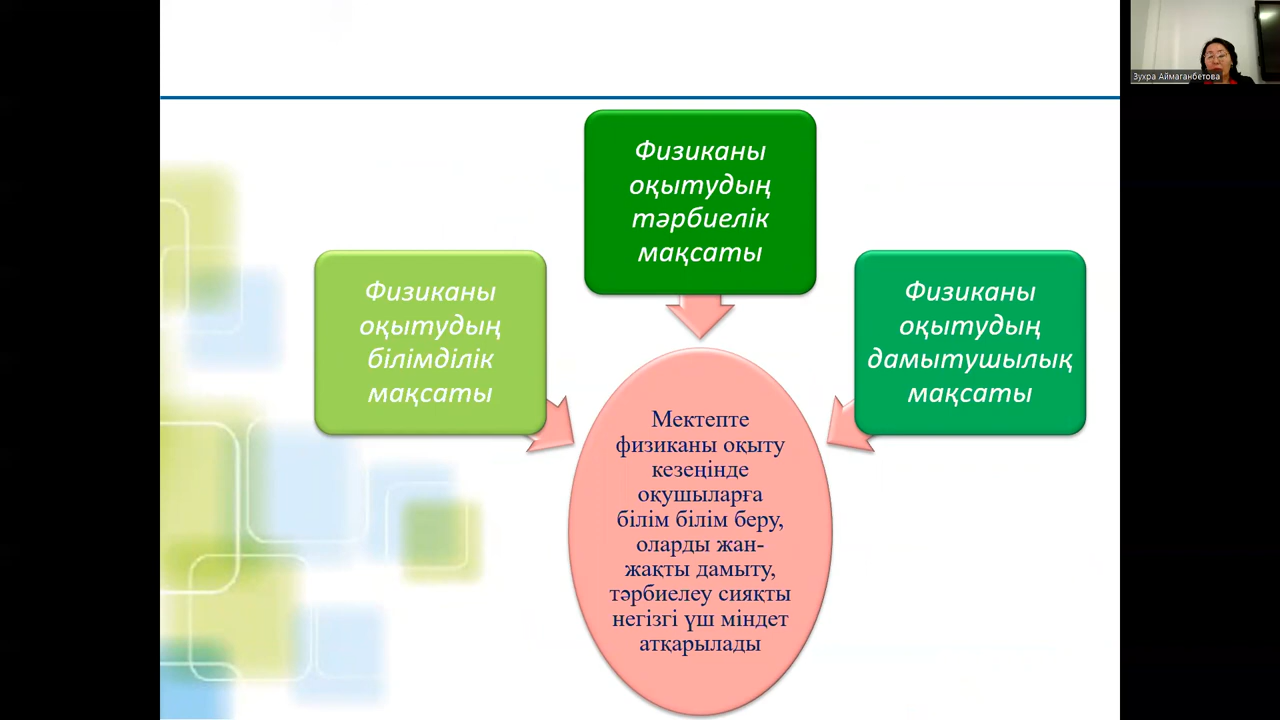 Зухра Аймаганбетова
Физиканы
оқытудың
тәрбиелік
мақсаты
Физиканы
оқытудың
білімділік
мақсаты
Физиканы
оқытудың
дамытушылық
мақсаты
Мектепте
физиканы оқыту
кезеңінде
оқушыларға
білім білім беру,
оларды жан-
жақты дамыту,
тәрбиелеу сияқты
негізгі үш міндет
атқарылады